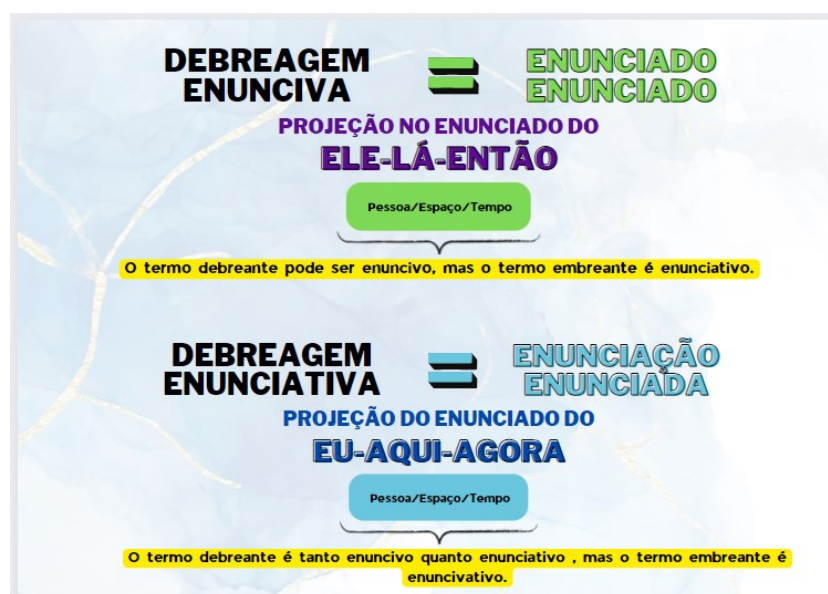 DEBREAGEM = ENUNCIADO
ENUNCIVA ENUNCIADO
PROJEÇÃO NO ENUNCIADO DO
ELE-LÁ-ENTÃO
Pessoa/Espaço/Tempo
O termo debreante pode ser enuncivo, mas o termo embreante é enunciativo.
DEBREAGEM = ENUNCIAÇÃO
ENUNCIATIVA ENUNCIADA
PROJEÇÃO DO ENUNCIADO DO
EU-AQUI-AGORA
Pessoa/Espaço/Tempo
O termo debreante é tanto enuncivo quanto enunciativo , mas o termo embreante é
enuncivativo.